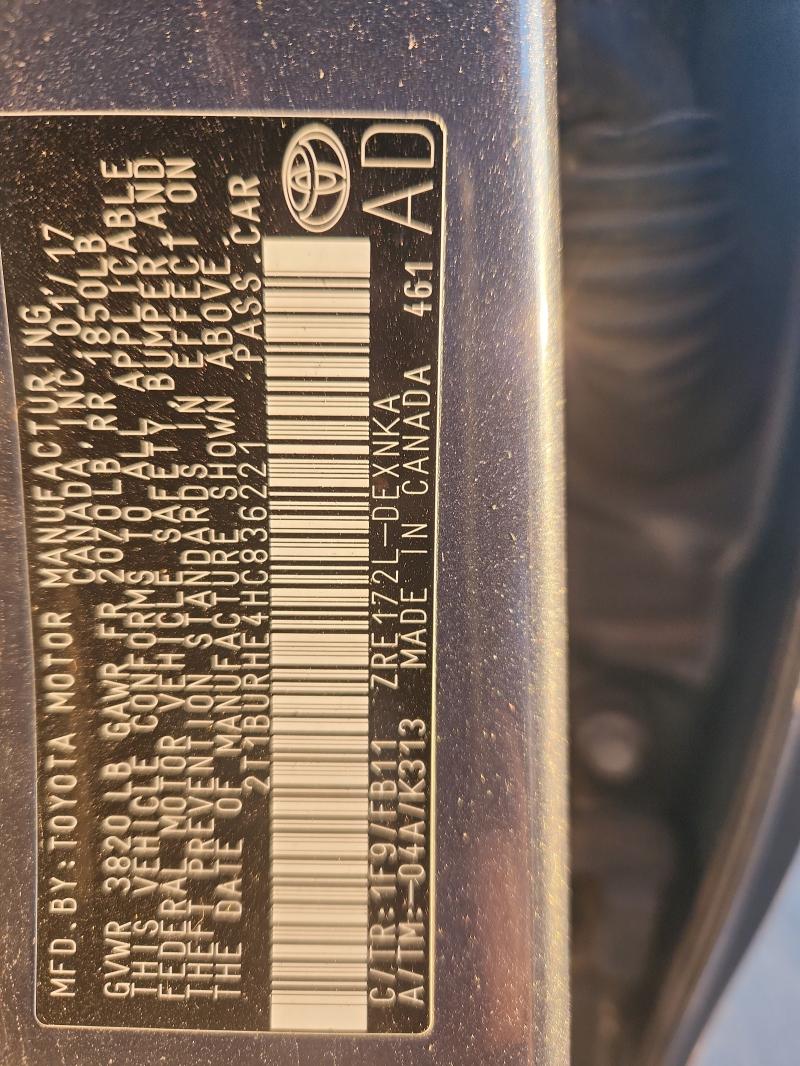 MFD.BY:TOYOTA MOTOR MANUFACTURING.
CANADA.INC 01/17
GVWR 3820 LB GAWR FR 2070LB RR 1850LB
THIS VEHICLE CONFORMS TO ALL APPLICABLE
FEDERAL MOTOR VEHICLE SAFETY BUMPER AND
THEFT PREVENTION STANDARDS IN EFFECT ON
THE DATE OF MANUFACTURE SHOWN ABOVE.
2T1BURHE4HC836221 PASS.CAR
C/TR:1F9/FB11 ZRE172L-DEXNKA
A/TM:-04A/K313 MADE IN CANADA 461 AD